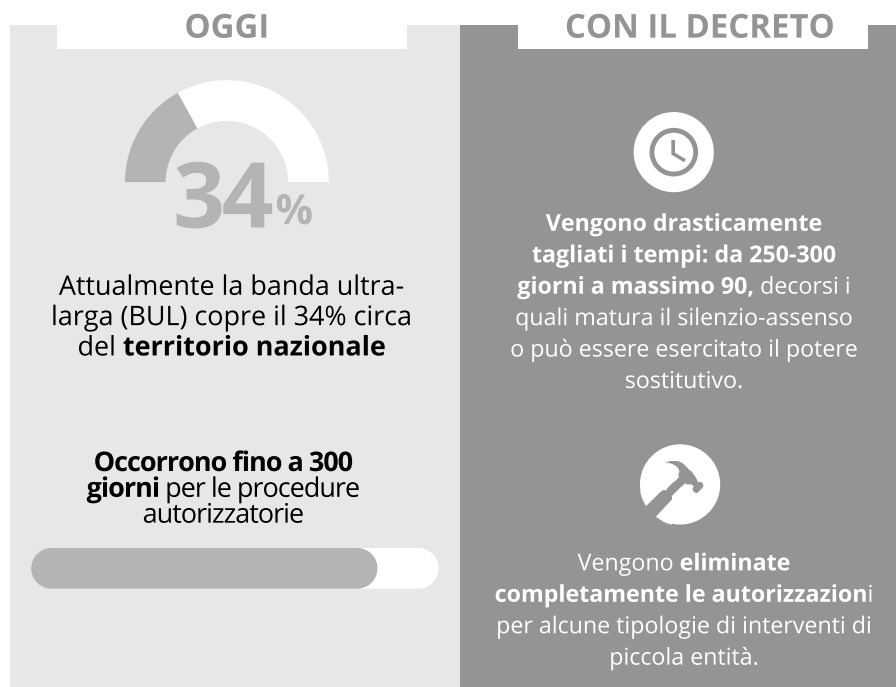 OGGI
34%
Attualmente la banda ultra-
larga (BUL) copre il 34% circa
del territorio nazionale
Occorrono fino a 300
giorni per le procedure
autorizzatorie
CON IL DECRETO
Vengono drasticamente
tagliati i tempi: da 250-300
giorni a massimo 90, decorsi i
quali matura il silenzio-assenso
o può essere esercitato il potere
sostitutivo.
Vengono eliminate
completamente le autorizzazioni
per alcune tipologie di interventi di
piccola entità.